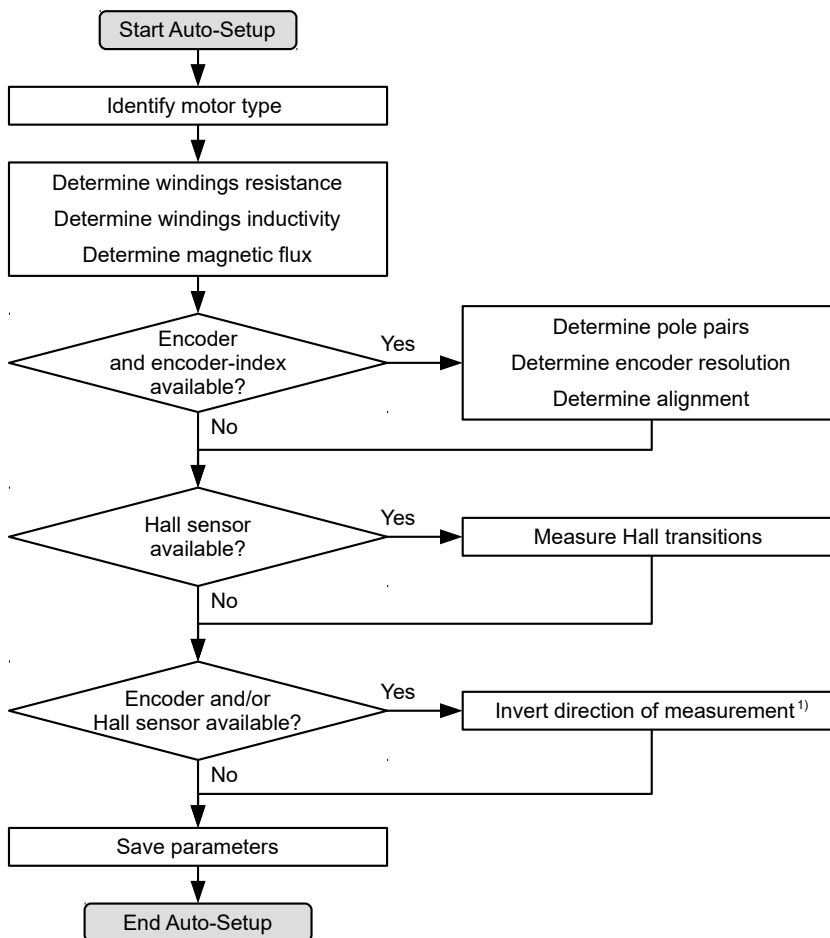 Start Auto-Setup
Identify motor type
Determine windings resistance
Determine windings inductivity
Determine magnetic flux
Encoder
and encoder-index
available?
Yes
Determine pole pairs
Determine encoder resolution
Determine alignment
No
Hall sensor
available?
Yes
Measure Hall transitions
No
Encoder and/or
Hall sensor available?
Yes
Invert direction of measurement 1)
No
Save parameters
End Auto-Setup